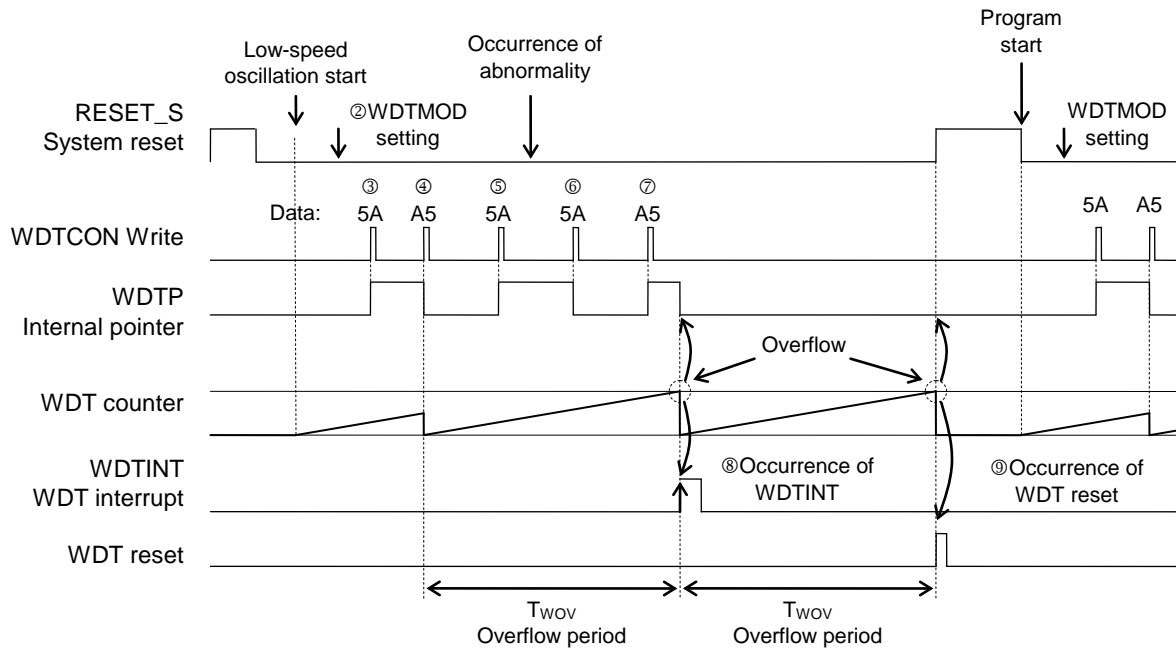 Program
start
Low-speed
oscillation start
Occurrence of
abnormality
RESET_S
System reset
②WDTMOD
setting
WDTMOD
setting
③ ④ ⑤ ⑥ ⑦
Data: 5A A5 5A 5A A5 5A A5
WDTCON Write
WDTP
Internal pointer
Overflow
WDT counter
WDTINT
WDT interrupt
⑧Occurrence of
WDTINT
⑨Occurrence of
WDT reset
WDT reset
TWOV
Overflow period
TWOV
Overflow period